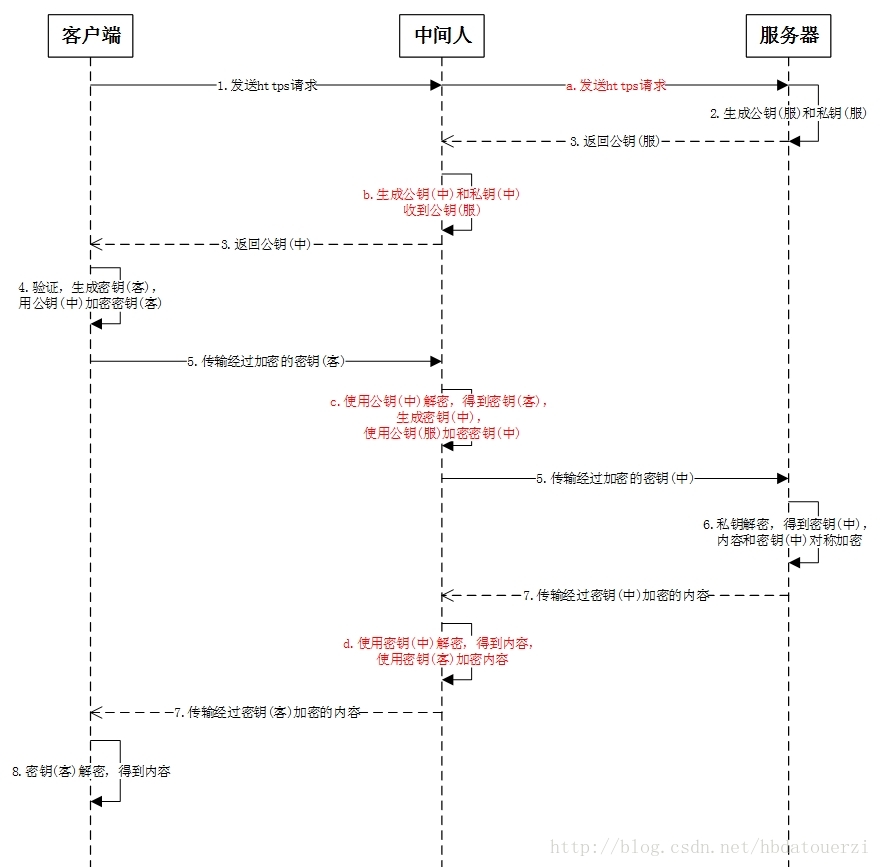 客户端
中间人
服务器
1.发送https请求
a.发送https请求
2.生成公钥(服)和私钥(服)
3.返回公钥(服)
b.生成公钥(中)和私钥(中)
收到公钥(服)
3.返回公钥(中)
4.验证，生成密钥(客)，
用公钥(中)加密密钥(客)
5.传输经过加密的密钥(客)
c.使用公钥(中)解密，得到密钥(客)，
生成密钥(中)，
使用公钥(服)加密密钥(中)
5.传输经过加密的密钥(中)
6.私钥解密，得到密钥(中)，
内容和密钥(中)对称加密
7.传输经过密钥(中)加密的内容
d.使用密钥(中)解密，得到内容，
使用密钥(客)加密内容
7.传输经过密钥(客)加密的内容
8.密钥(客)解密，得到内容
http://blog.csdn.net/hbdatouerzi